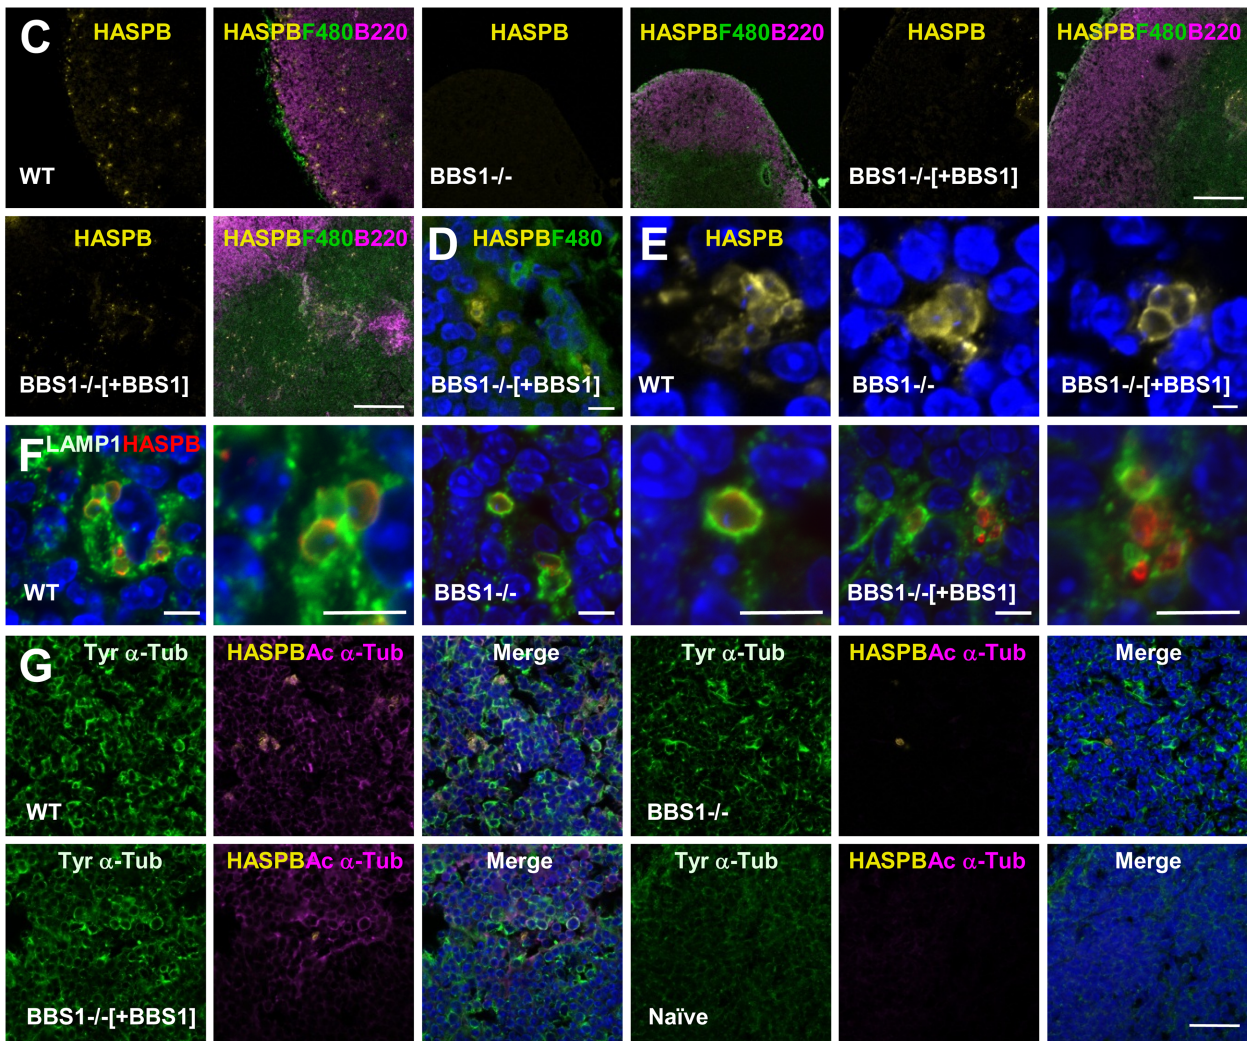 C
HASPB
HASPBF480B220
HASPB
HASPBF480B220
HASPB
HASPBF480B220
WT
BBS1-/-
BBS1-/-[+BBS1]
HASPB
HASPBF480B220
D
HASPBF480
E
HASPB
BBS1-/-[+BBS1]
BBS1-/-[+BBS1]
WT
BBS1-/-
BBS1-/-[+BBS1]
F
LAMP1HASPB
WT
BBS1-/-
BBS1-/-[+BBS1]
G
Tyr α-Tub
HASPBAc α-Tub
Merge
Tyr α-Tub
HASPBAc α-Tub
Merge
WT
BBS1-/-
Tyr α-Tub
HASPBAc α-Tub
Merge
Tyr α-Tub
HASPBAc α-Tub
Merge
BBS1-/-[+BBS1]
Naïve